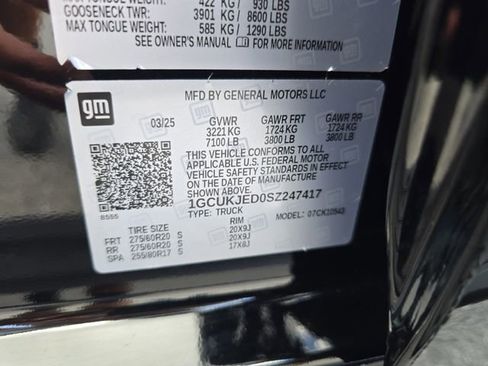 MAX TONGUE WEIGHT: 422 KG / 930 LBS
GOOSENECK TWR: 3901 KG / 8600 LBS
MAX TONGUE WEIGHT: 585 KG / 1290 LBS
SEE OWNER'S MANUAL FOR MORE INFORMATION
gm
MFD BY GENERAL MOTORS LLC
03/25 GVWR GAWR FRT GAWR RR
3221 KG 1724 KG 1724 KG
7100 LB 3800 LB 3800 LB
THIS VEHICLE CONFORMS TO ALL
APPLICABLE U.S. FEDERAL MOTOR
VEHICLE SAFETY STANDARDS IN EFFECT
ON THE DATE OF MANUFACTURE SHOWN ABOVE.
1GCUKJED0SZ247417
TYPE: TRUCK MODEL: 07CK10543
8555
TIRE SIZE RIM
FRT 275/60R20 S 20X9J
RR 275/60R20 S 20X9J
SPA 255/80R17 S 17X8J